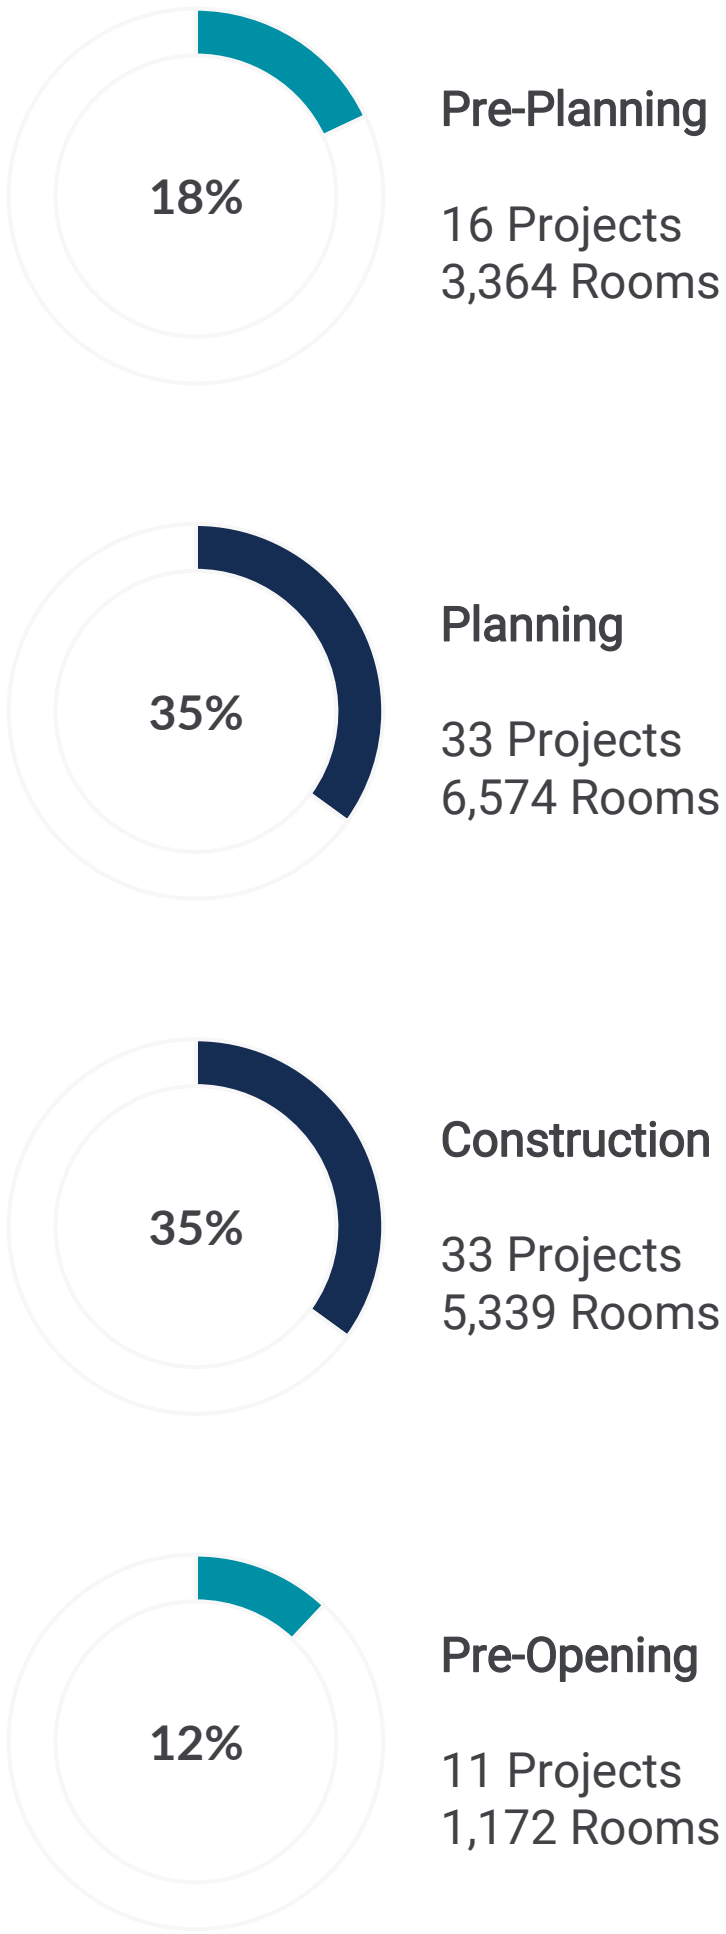 18%
Pre-Planning
16 Projects
3,364 Rooms
35%
Planning
33 Projects
6,574 Rooms
35%
Construction
33 Projects
5,339 Rooms
12%
Pre-Opening
11 Projects
1,172 Rooms